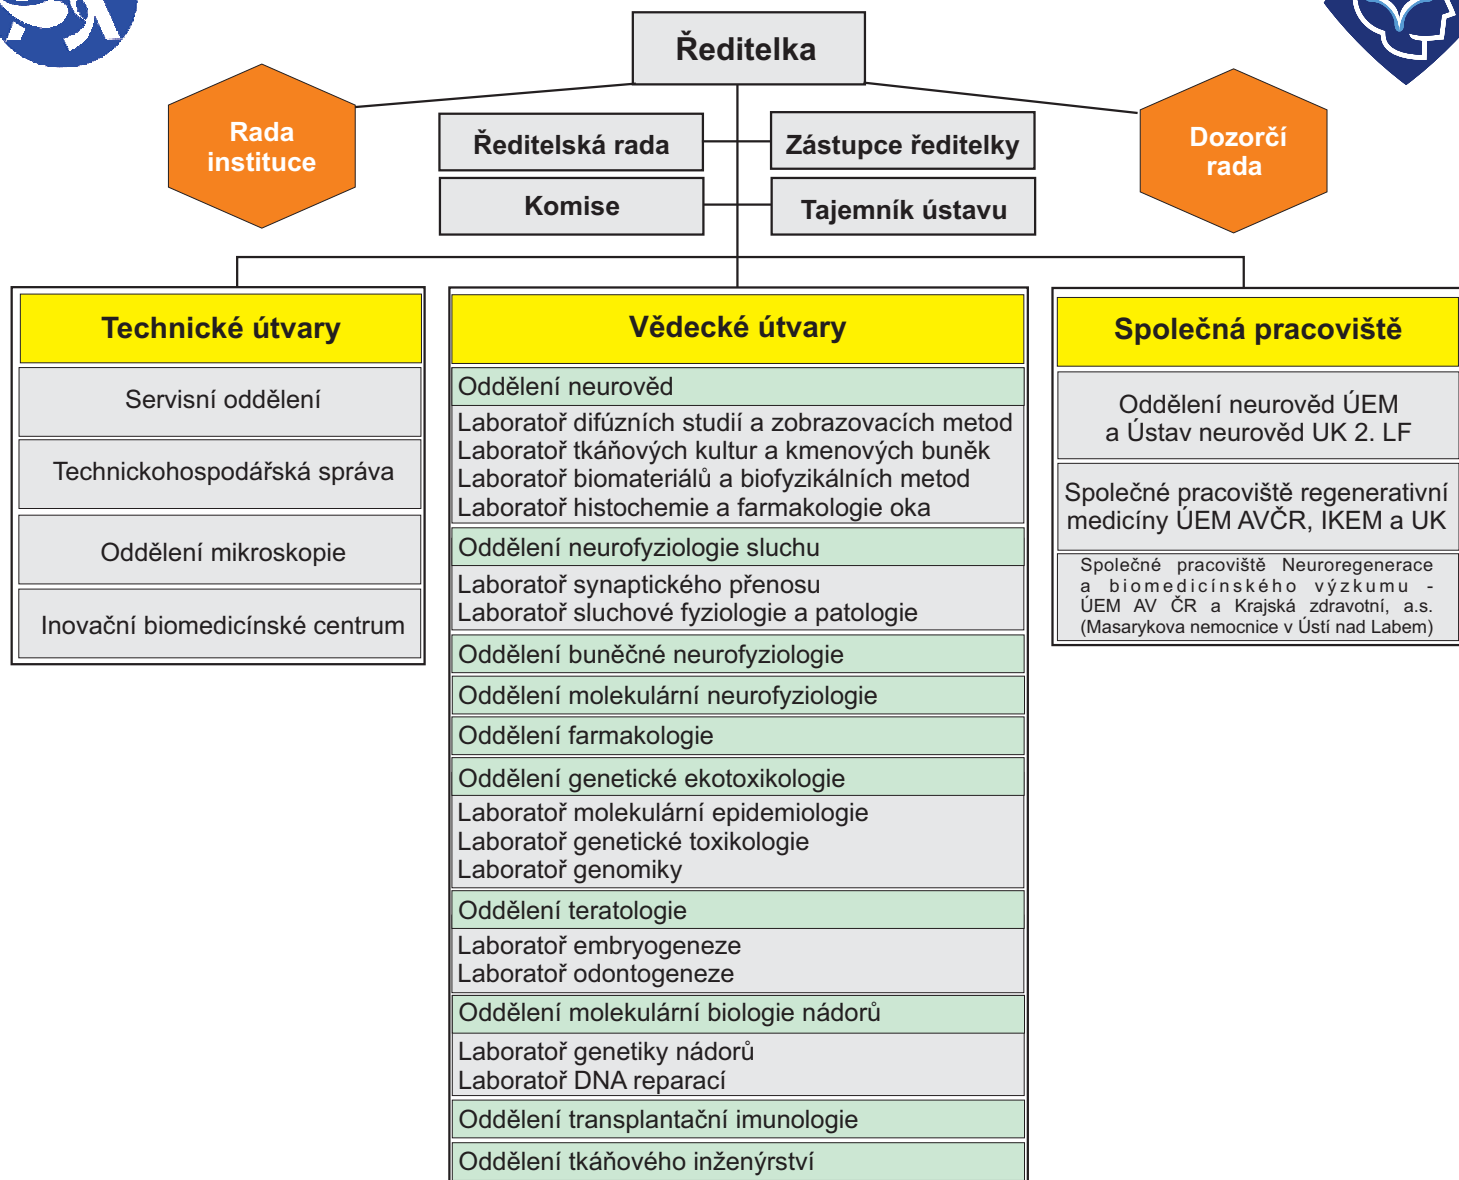 Ředitelka
Rada
instituce
Dozorčí
rada
Ředitelská rada
Zástupce ředitelky
Komise
Tajemník ústavu
Technické útvary
Servisní oddělení
Technickohospodářská správa
Oddělení mikroskopie
Inovační biomedicínské centrum
Vědecké útvary
Oddělení neurověd
Laboratoř difúzních studií a zobrazovacích metod
Laboratoř tkáňových kultur a kmenových buněk
Laboratoř biomateriálů a biofyzikálních metod
Laboratoř histochemie a farmakologie oka
Oddělení neurofyziologie sluchu
Laboratoř synaptického přenosu
Laboratoř sluchové fyziologie a patologie
Oddělení buněčné neurofyziologie
Oddělení molekulární neurofyziologie
Oddělení farmakologie
Oddělení genetické ekotoxikologie
Laboratoř molekulární epidemiologie
Laboratoř genetické toxikologie
Laboratoř genomiky
Oddělení teratologie
Laboratoř embryogeneze
Laboratoř odontogeneze
Oddělení molekulární biologie nádorů
Laboratoř genetiky nádorů
Laboratoř DNA reparací
Oddělení transplantační imunologie
Oddělení tkáňového inženýrství
Společná pracoviště
Oddělení neurověd ÚEM
a Ústav neurověd UK 2. LF
Společné pracoviště regenerativní
medicíny ÚEM AVČR, IKEM a UK
Společné pracoviště Neuroregenerace
a biomedicínského výzkumu -
ÚEM AV ČR a Krajská zdravotní, a.s.
(Masarykova nemocnice v Ústí nad Labem)